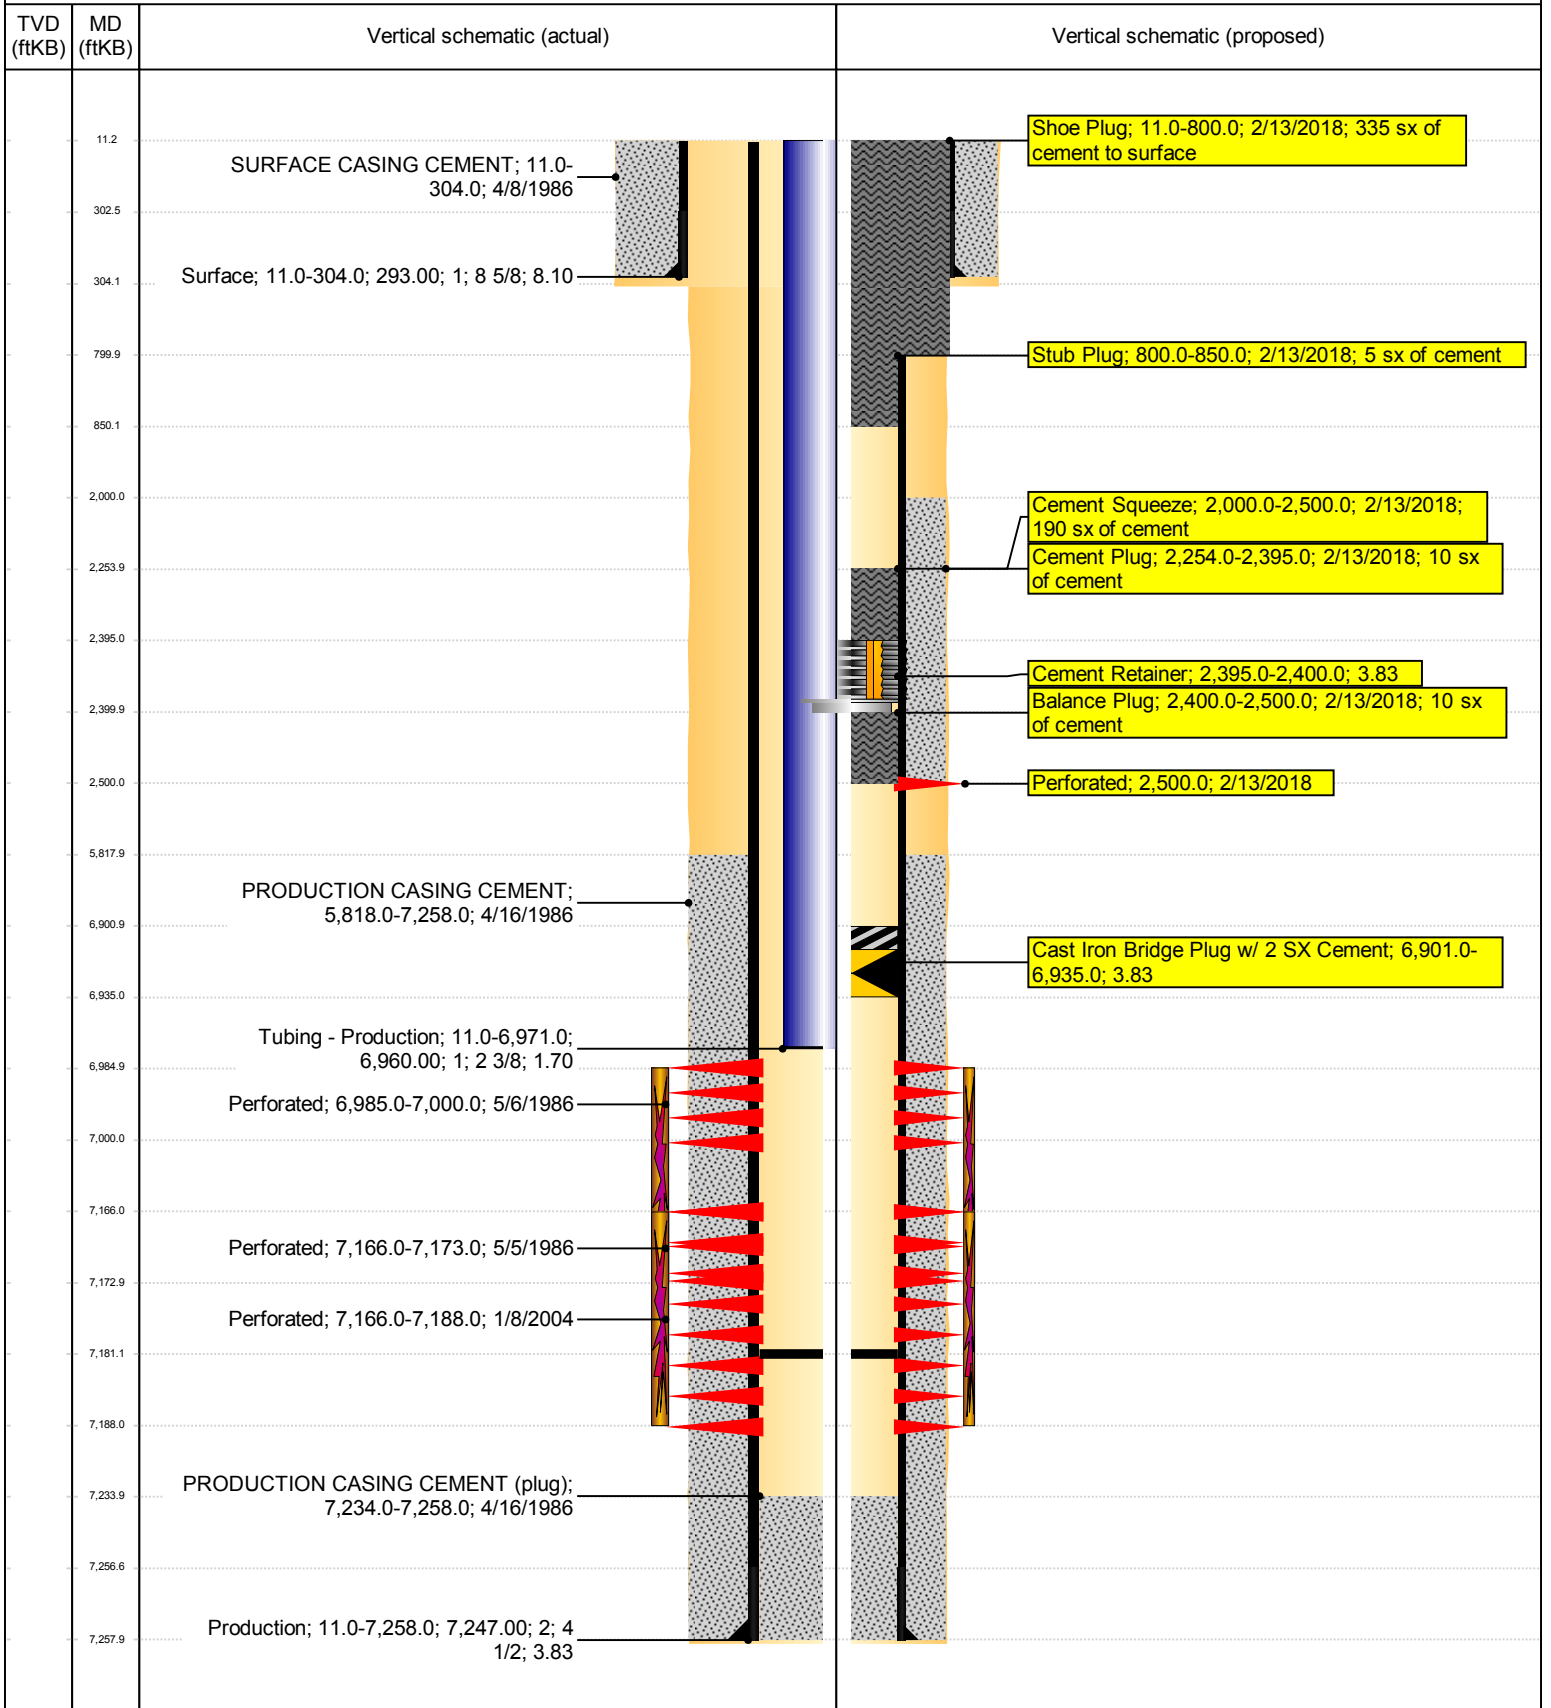 TVD
(ftKB)
MD
(ftKB)
Vertical schematic (actual)
Vertical schematic (proposed)
11.2
302.5
304.1
799.9
850.1
2,000.0
2,253.9
2,395.0
2,399.9
2,500.0
5,817.9
6,900.9
6,935.0
6,984.9
7,000.0
7,166.0
7,172.9
7,181.1
7,188.0
7,233.9
7,256.6
7,257.9
SURFACE CASING CEMENT; 11.0-
304.0; 4/8/1986
Surface; 11.0-304.0; 293.00; 1; 8 5/8; 8.10
PRODUCTION CASING CEMENT;
5,818.0-7,258.0; 4/16/1986
Tubing - Production; 11.0-6,971.0;
6,960.00; 1; 2 3/8; 1.70
Perforated; 6,985.0-7,000.0; 5/6/1986
Perforated; 7,166.0-7,173.0; 5/5/1986
Perforated; 7,166.0-7,188.0; 1/8/2004
PRODUCTION CASING CEMENT (plug);
7,234.0-7,258.0; 4/16/1986
Production; 11.0-7,258.0; 7,247.00; 2; 4
1/2; 3.83
Shoe Plug; 11.0-800.0; 2/13/2018; 335 sx of
cement to surface
Stub Plug; 800.0-850.0; 2/13/2018; 5 sx of cement
Cement Squeeze; 2,000.0-2,500.0; 2/13/2018;
190 sx of cement
Cement Plug; 2,254.0-2,395.0; 2/13/2018; 10 sx
of cement
Cement Retainer; 2,395.0-2,400.0; 3.83
Balance Plug; 2,400.0-2,500.0; 2/13/2018; 10 sx
of cement
Perforated; 2,500.0; 2/13/2018
Cast Iron Bridge Plug w/ 2 SX Cement; 6,901.0-
6,935.0; 3.83